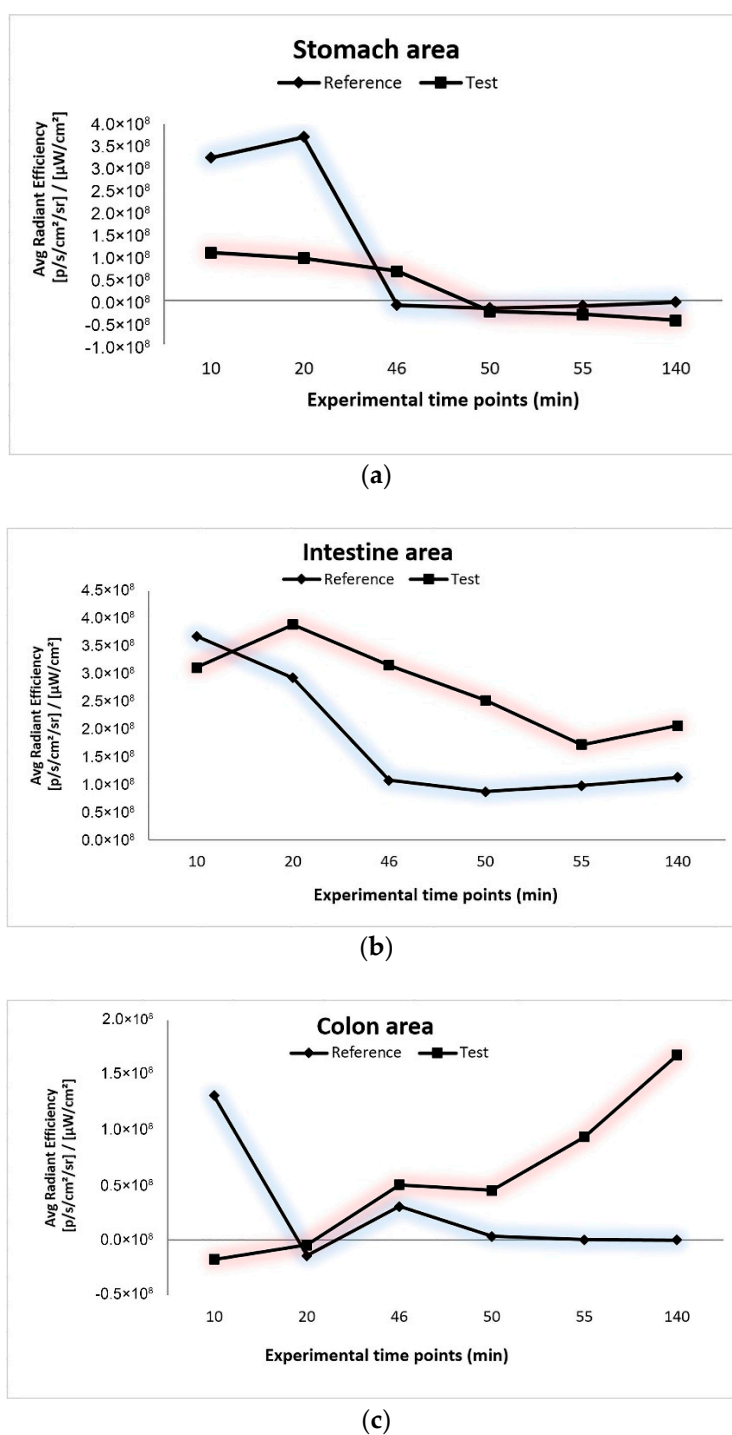 Stomach area
Reference Test
Avg Radiant Efficiency
[p/s/cm²/sr] / [µW/cm²]
4.0×10⁸
3.5×10⁸
3.0×10⁸
2.5×10⁸
2.0×10⁸
1.5×10⁸
1.0×10⁸
0.5×10⁸
0.0×10⁸
-0.5×10⁸
-1.0×10⁸
10 20 46 50 55 140
Experimental time points (min)
(a)
Intestine area
Reference Test
Avg Radiant Efficiency
[p/s/cm²/sr] / [µW/cm²]
4.5×10⁸
4.0×10⁸
3.5×10⁸
3.0×10⁸
2.5×10⁸
2.0×10⁸
1.5×10⁸
1.0×10⁸
0.5×10⁸
0.0×10⁸
10 20 46 50 55 140
Experimental time points (min)
(b)
Colon area
Reference Test
Avg Radiant Efficiency
[p/s/cm²/sr] / [µW/cm²]
2.0×10⁸
1.5×10⁸
1.0×10⁸
0.5×10⁸
0.0×10⁸
-0.5×10⁸
10 20 46 50 55 140
Experimental time points (min)
(c)